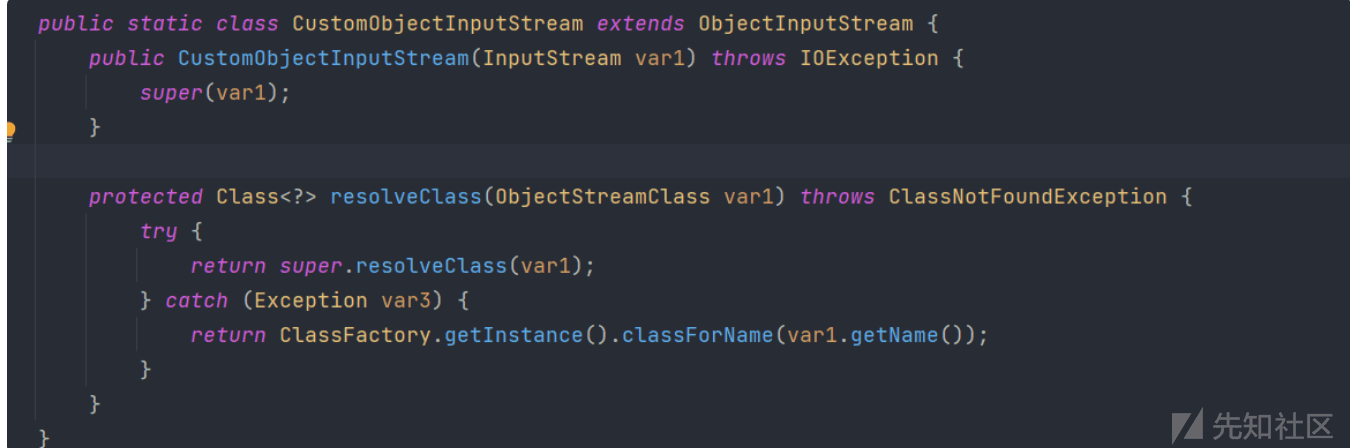 public static class CustomObjectInputStream extends ObjectInputStream {
    public CustomObjectInputStream(InputStream var1) throws IOException {
        super(var1);
    }

    protected Class<?> resolveClass(ObjectStreamClass var1) throws ClassNotFoundException {
        try {
            return super.resolveClass(var1);
        } catch (Exception var3) {
            return ClassFactory.getInstance().classForName(var1.getName());
        }
    }
}
先知社区